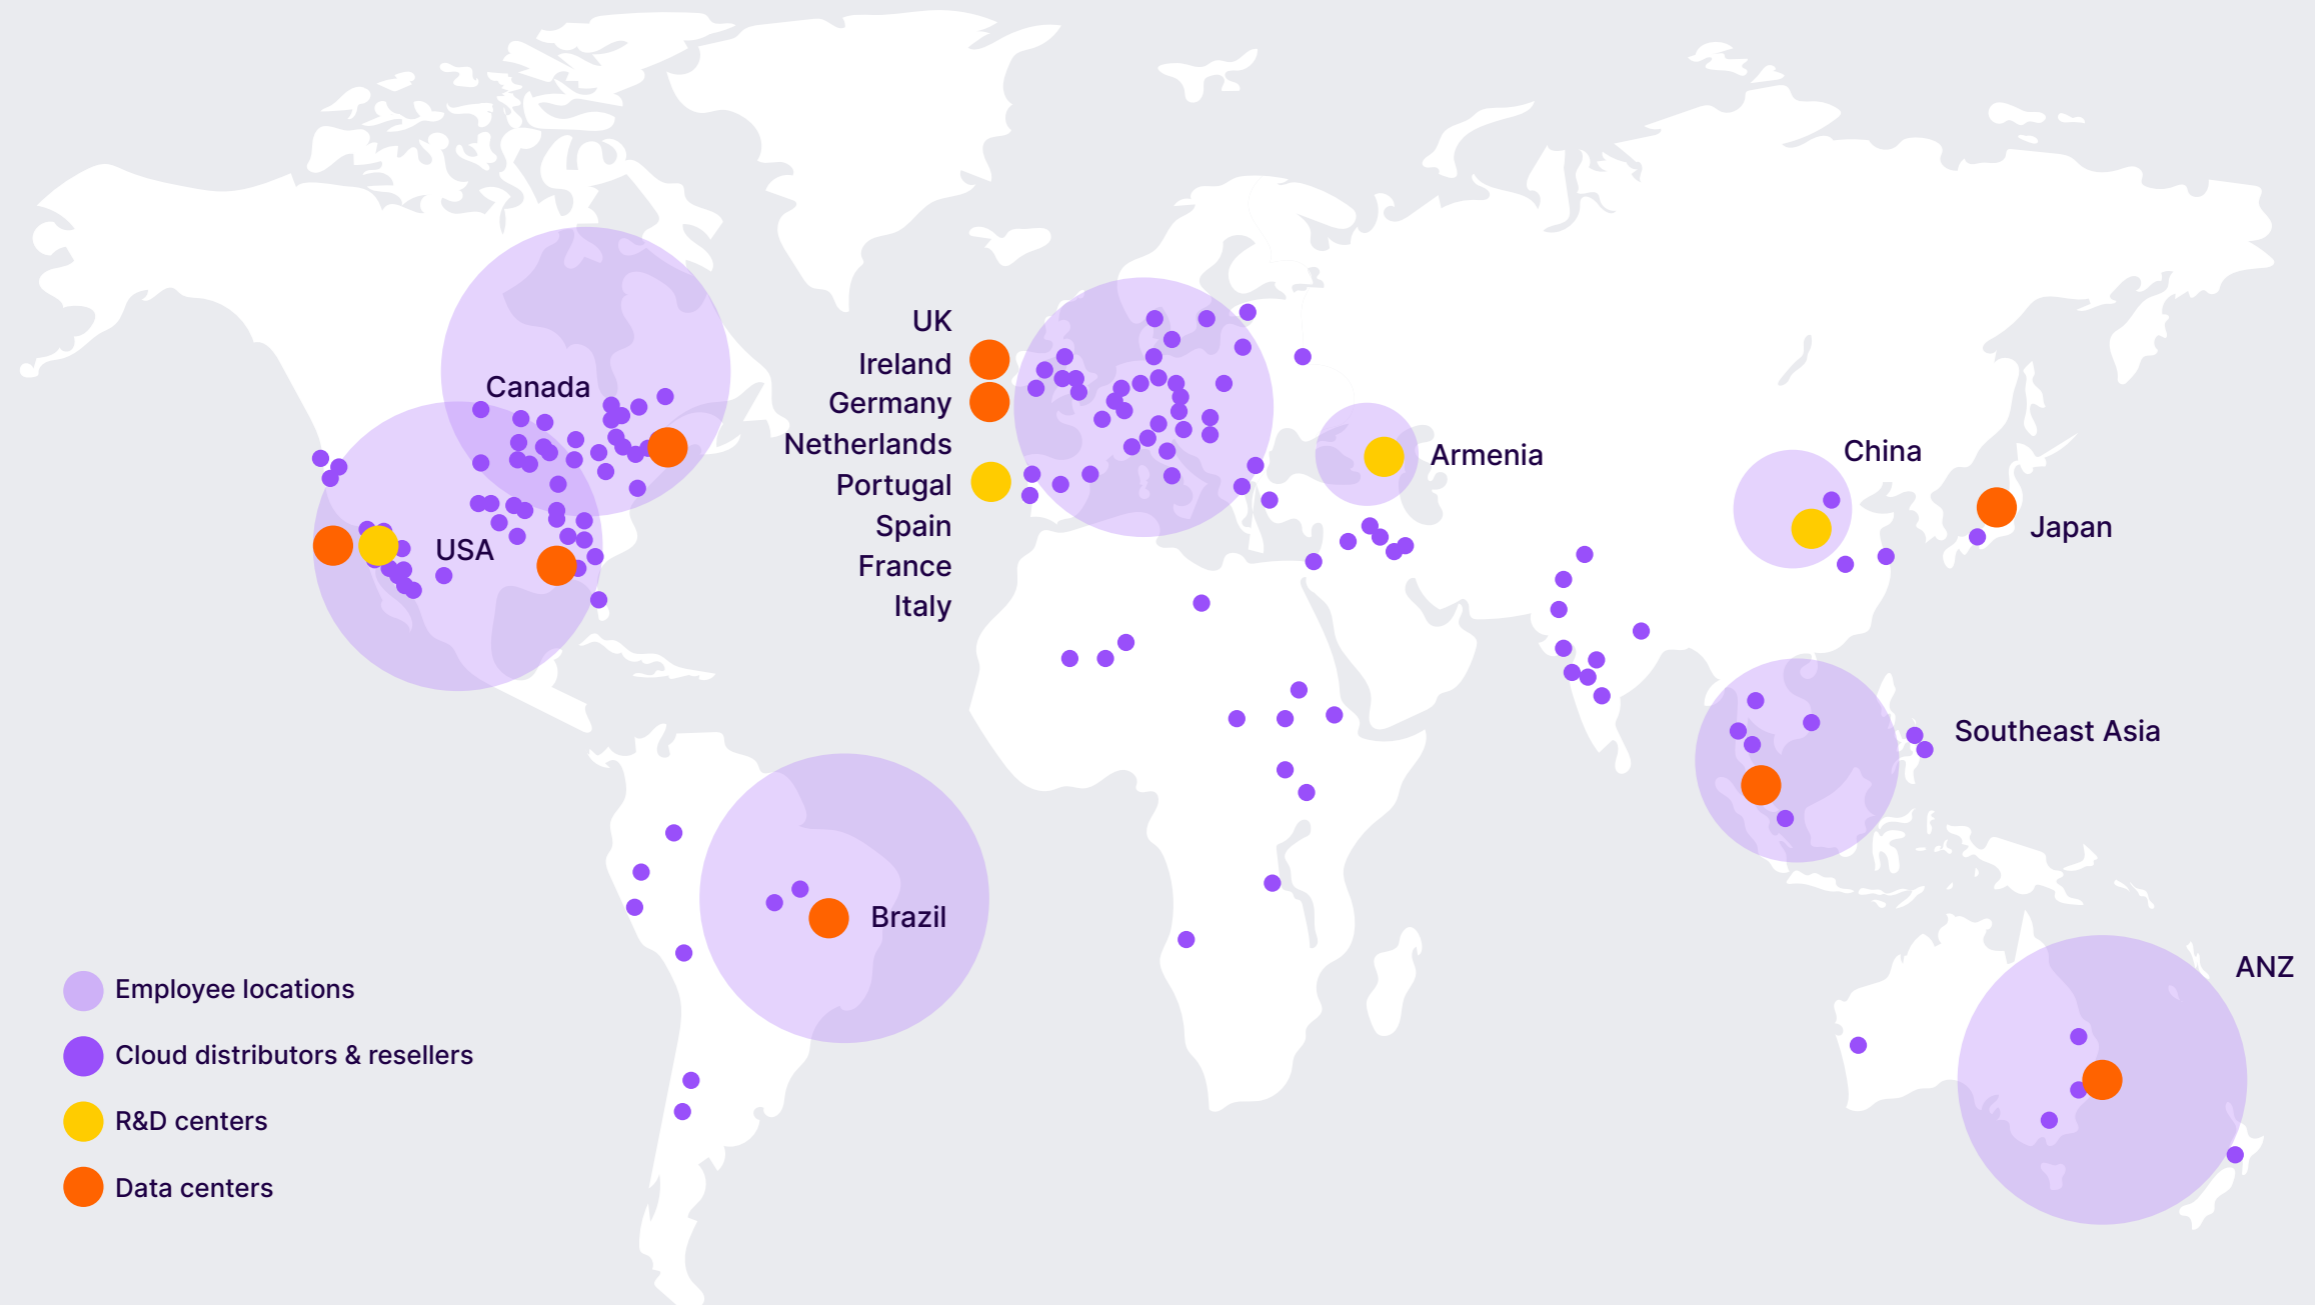 UK
Ireland
Canada
Germany
Netherlands
Armenia
China
Portugal
Spain
Japan
USA
France
Italy
Southeast Asia
Brazil
ANZ
Employee locations
Cloud distributors & resellers
R&D centers
Data centers